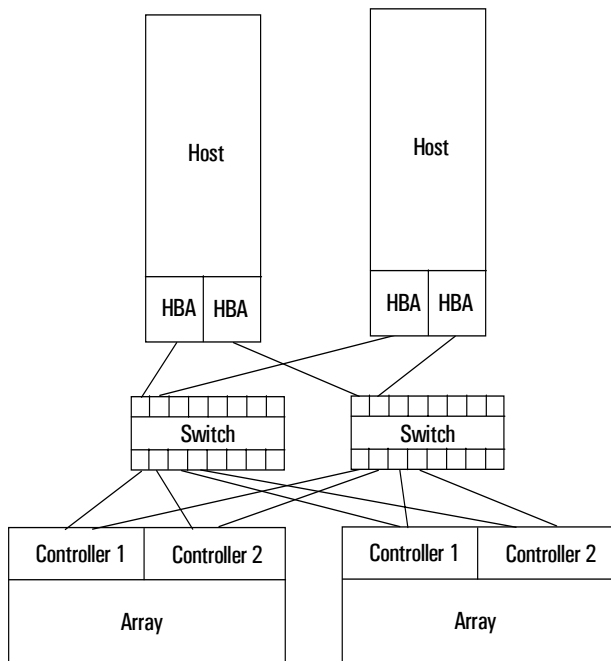 Host Host
HBA HBA HBA HBA
Switch Switch
Controller 1 Controller 2 Controller 1 Controller 2
Array Array